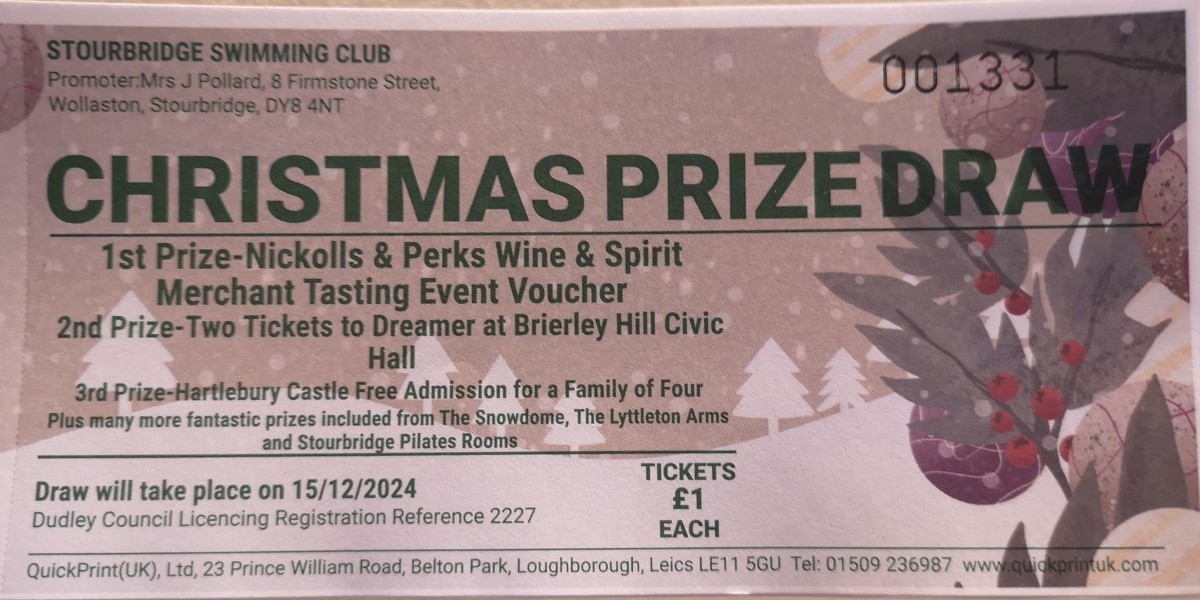 STOURBRIDGE SWIMMING CLUB
Promoter:Mrs J Pollard, 8 Firmstone Street,
Wollaston, Stourbridge, DY8 4NT
001331
CHRISTMAS PRIZE DRAW
1st Prize-Nickolls & Perks Wine & Spirit
Merchant Tasting Event Voucher
2nd Prize-Two Tickets to Dreamer at Brierley Hill Civic
Hall
3rd Prize-Hartlebury Castle Free Admission for a Family of Four
Plus many more fantastic prizes included from The Snowdome, The Lyttleton Arms
and Stourbridge Pilates Rooms
Draw will take place on 15/12/2024
Dudley Council Licencing Registration Reference 2227
TICKETS
£1
EACH
QuickPrint(UK), Ltd, 23 Prince William Road, Belton Park, Loughborough, Leics LE11 5GU Tel: 01509 236987 www.quickprintuk.com